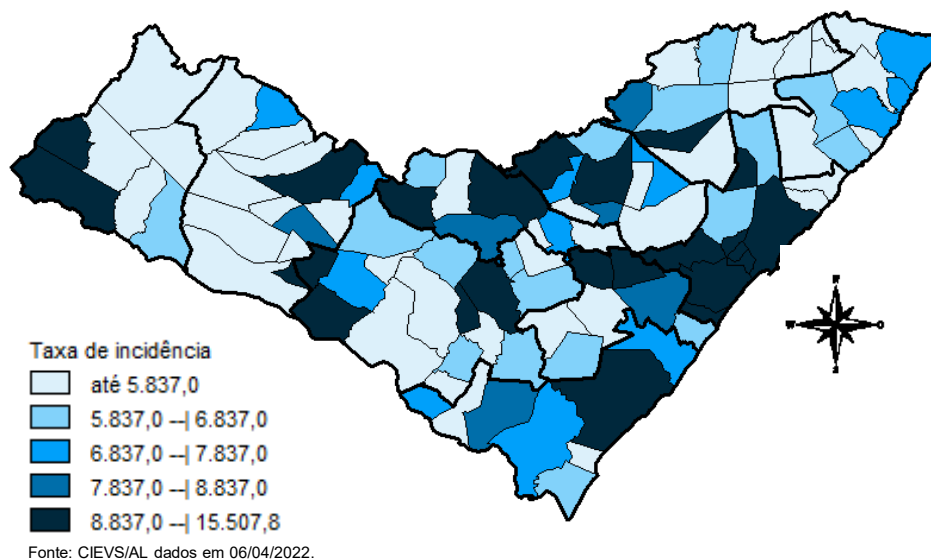 W O
Taxa de incidência
até 5.837,0
5.837,0 --| 6.837,0
6.837,0 --| 7.837,0
7.837,0 --| 8.837,0
8.837,0 --| 15.507,8
Fonte: CIEVS/AL dados em 06/04/2022.